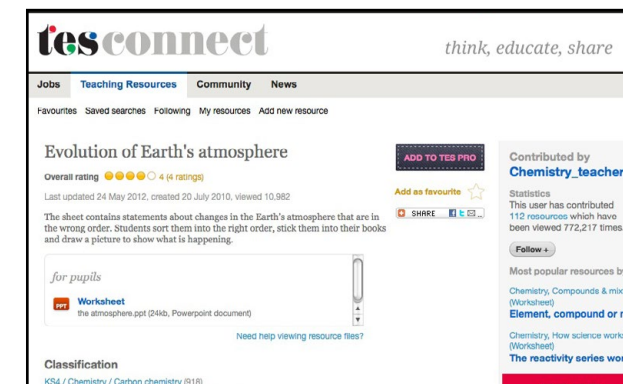 tes connect
think, educate, share
Jobs Teaching Resources Community News
Favourites Saved searches Following My resources Add new resource
Evolution of Earth's atmosphere
ADD TO TES PRO
Overall rating 4 (4 ratings)
Add as favourite
Last updated 24 May 2012, created 20 July 2010, viewed 10,982
SHARE
The sheet contains statements about changes in the Earth's atmosphere that are in
the wrong order. Students sort them into the right order, stick them into their books
and draw a picture to show what is happening.
for pupils
PPT
Worksheet
the atmosphere.ppt (24kb, Powerpoint document)
Need help viewing resource files?
Classification
KS4 / Chemistry / Carbon chemistry (918)
Contributed by
Chemistry_teacher
Statistics
This user has contributed
112 resources which have
been viewed 772,217 times
Follow +
Most popular resources b
Chemistry, Compounds & mix
(Worksheet)
Element, compound or
Chemistry, How science works
(Worksheet)
The reactivity series wo